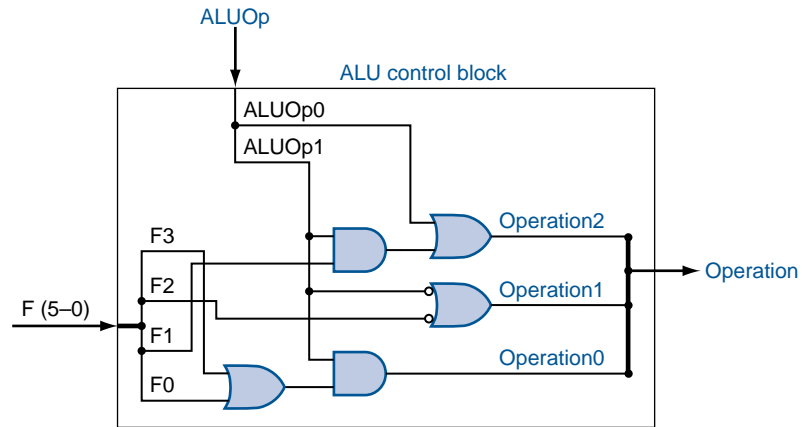 ALUOp
ALU control block
ALUOp0
ALUOp1
Operation2
F3
Operation
F2
Operation1
F (5–0)
F1
Operation0
F0